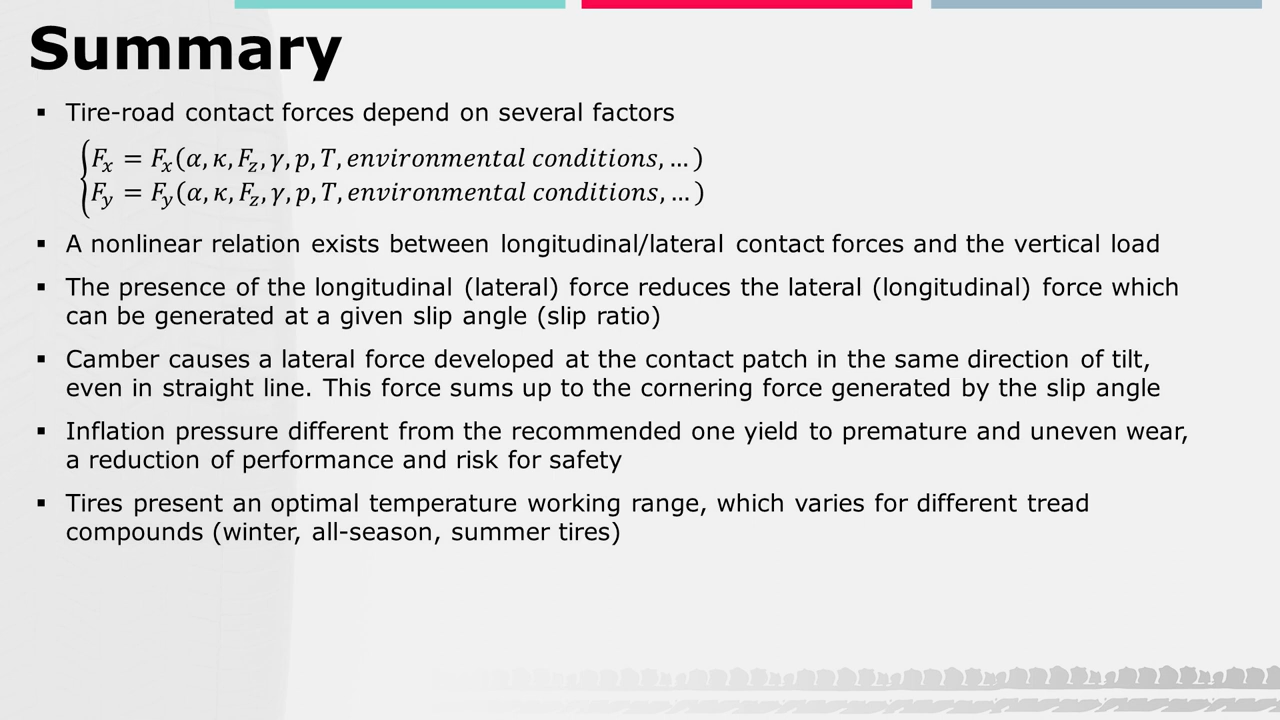 Summary
▪ Tire-road contact forces depend on several factors
{F_x = F_x(α, κ, F_z, γ, p, T, environmental conditions, … )
F_y = F_y(α, κ, F_z, γ, p, T, environmental conditions, … )
▪ A nonlinear relation exists between longitudinal/lateral contact forces and the vertical load
▪ The presence of the longitudinal (lateral) force reduces the lateral (longitudinal) force which
can be generated at a given slip angle (slip ratio)
▪ Camber causes a lateral force developed at the contact patch in the same direction of tilt,
even in straight line. This force sums up to the cornering force generated by the slip angle
▪ Inflation pressure different from the recommended one yield to premature and uneven wear,
a reduction of performance and risk for safety
▪ Tires present an optimal temperature working range, which varies for different tread
compounds (winter, all-season, summer tires)